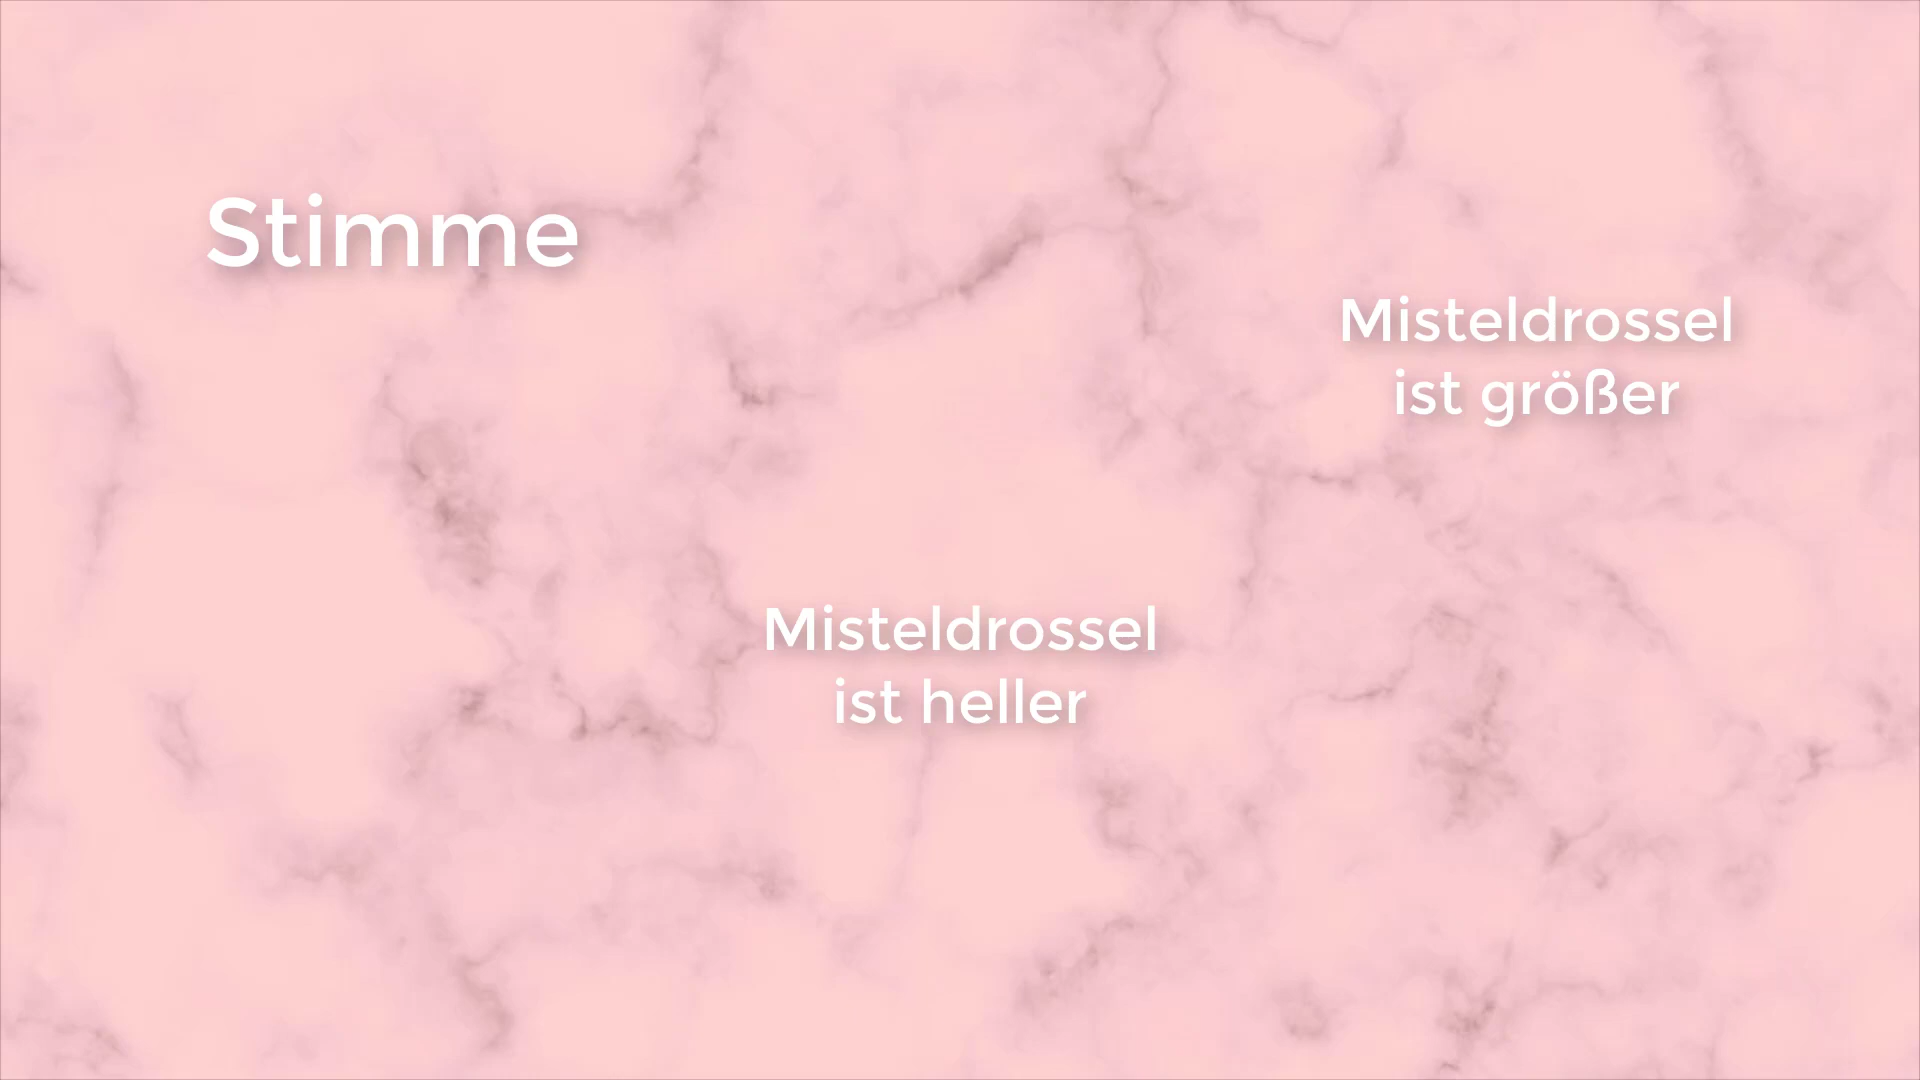 Stimme
Misteldrossel
ist größer
Misteldrossel
ist heller